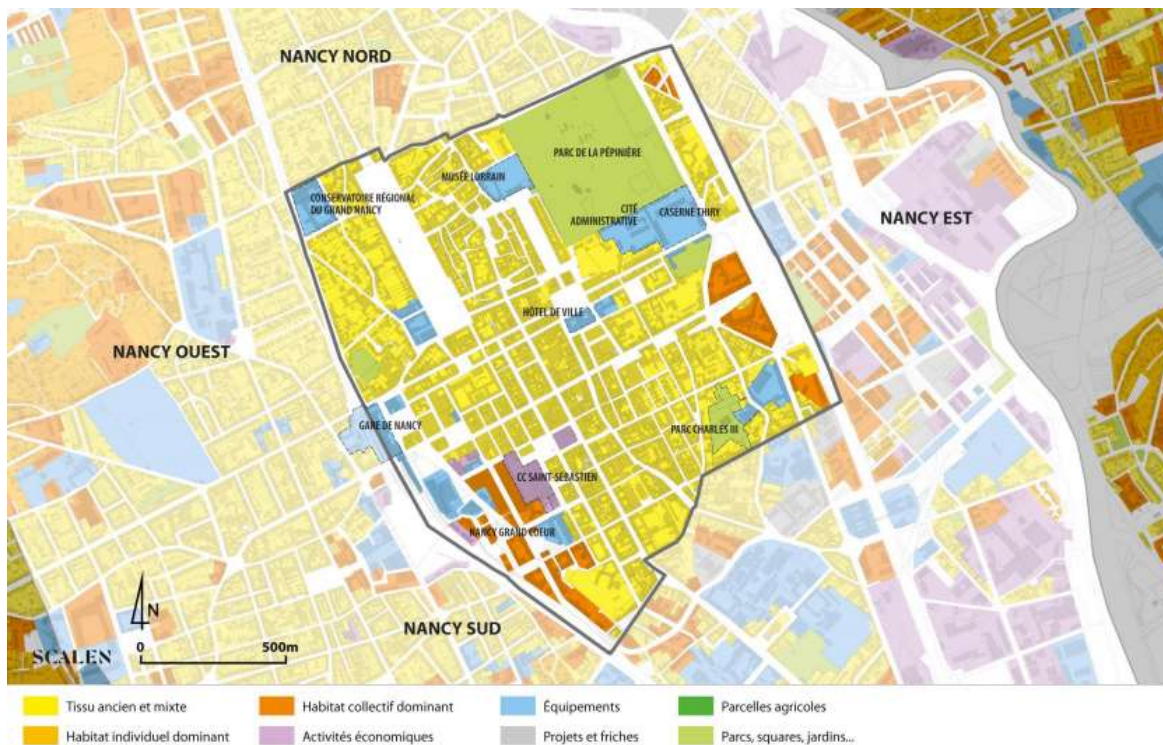 NANCY NORD
PARC DE LA PÉPINIÈRE
MUSÉE LORRAIN
CONSERVATOIRE RÉGIONAL
DU GRAND NANCY
CITÉ
ADMINISTRATIVE
CASERNE THIRY
NANCY EST
HÔTEL DE VILLE
NANCY OUEST
GARE DE NANCY
PARC CHARLES III
CC SAINT-SÉBASTIEN
NANCY GRAND COEUR
NANCY SUD
N
0
500m
SCALEN
Tissu ancien et mixte
Habitat collectif dominant
Équipements
Parcelles agricoles
Habitat individuel dominant
Activités économiques
Projets et friches
Parcs, squares, jardins...